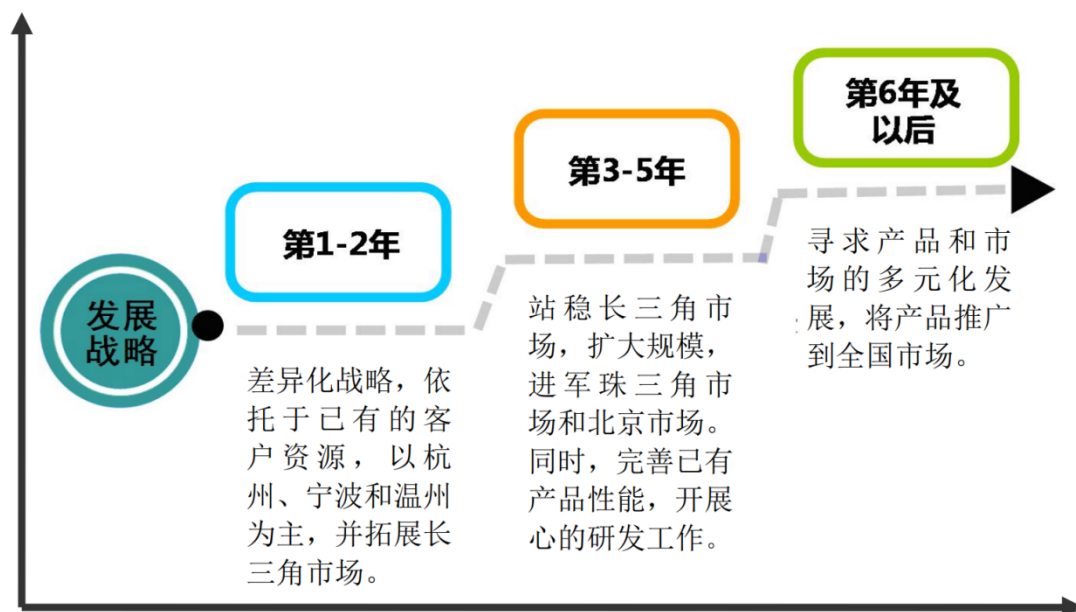 发展
战略
第1-2年
差异化战略，依
托于已有的客
户资源，以杭
州、宁波和温州
为主，并拓展长
三角市场。
第3-5年
站稳长三角市
场，扩大规模，
进军珠三角市
场和北京市场。
同时，完善已有
产品性能，开展
心的研发工作。
第6年及
以后
寻求产品和市
场的多元化发
展，将产品推广
到全国市场。